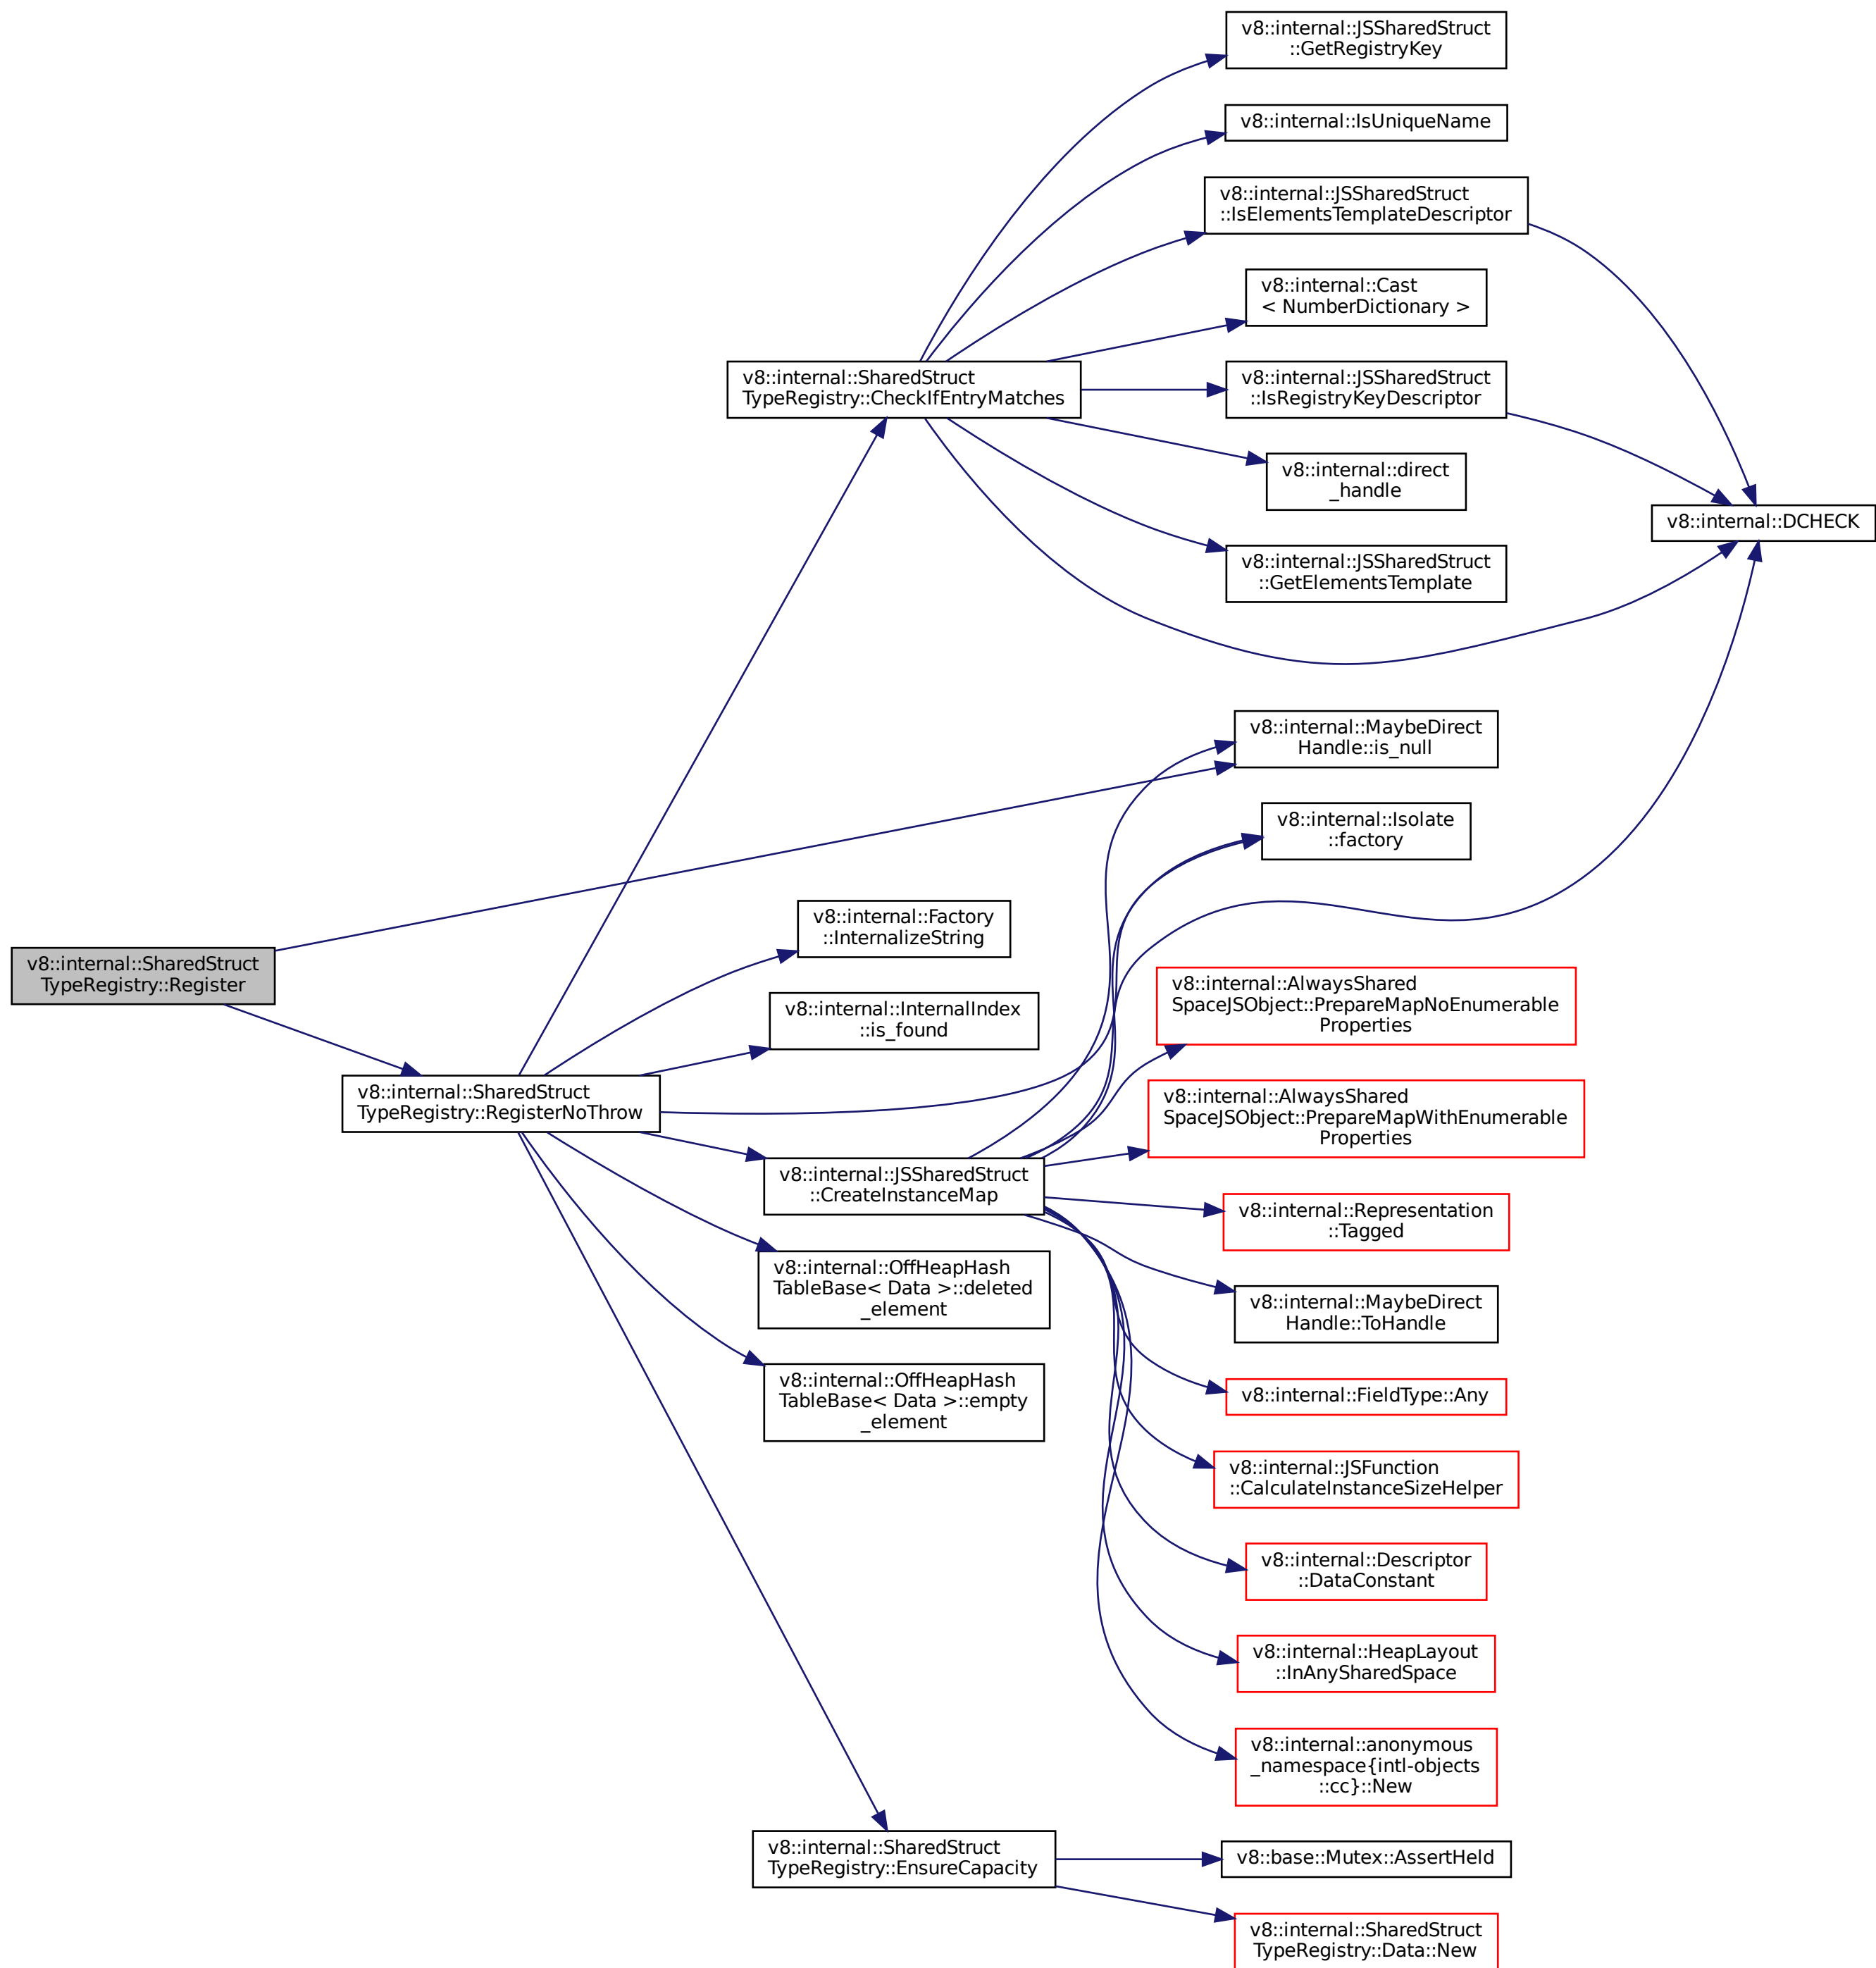 v8::internal::JSSharedStruct
::GetRegistryKey
v8::internal::IsUniqueName
v8::internal::JSSharedStruct
::IsElementsTemplateDescriptor
v8::internal::Cast
< NumberDictionary >
v8::internal::SharedStruct
TypeRegistry::CheckIfEntryMatches
v8::internal::JSSharedStruct
::IsRegistryKeyDescriptor
v8::internal::direct
_handle
v8::internal::DCHECK
v8::internal::JSSharedStruct
::GetElementsTemplate
v8::internal::MaybeDirect
Handle::is_null
v8::internal::Isolate
::factory
v8::internal::Factory
::InternalizeString
v8::internal::SharedStruct
TypeRegistry::Register
v8::internal::AlwaysShared
SpaceJSObject::PrepareMapNoEnumerable
Properties
v8::internal::InternalIndex
::is_found
v8::internal::SharedStruct
TypeRegistry::RegisterNoThrow
v8::internal::AlwaysShared
SpaceJSObject::PrepareMapWithEnumerable
Properties
v8::internal::JSSharedStruct
::CreateInstanceMap
v8::internal::Representation
::Tagged
v8::internal::OffHeapHash
TableBase< Data >::deleted
_element
v8::internal::MaybeDirect
Handle::ToHandle
v8::internal::OffHeapHash
TableBase< Data >::empty
_element
v8::internal::FieldType::Any
v8::internal::JSFunction
::CalculateInstanceSizeHelper
v8::internal::Descriptor
::DataConstant
v8::internal::HeapLayout
::InAnySharedSpace
v8::internal::anonymous
_namespace{intl-objects
::cc}::New
v8::internal::SharedStruct
TypeRegistry::EnsureCapacity
v8::base::Mutex::AssertHeld
v8::internal::SharedStruct
TypeRegistry::Data::New